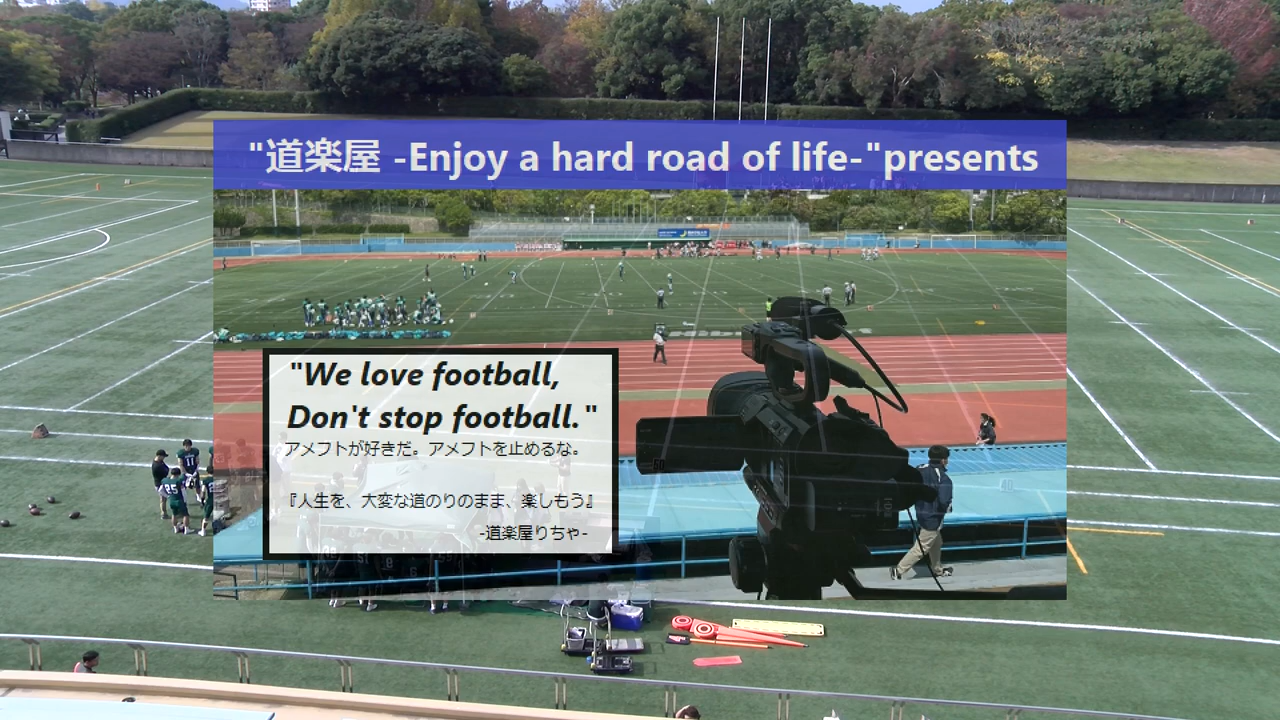 "道楽屋 -Enjoy a hard road of life-"presents
"We love football,
Don't stop football."
アメフトが好きだ。アメフトを止めるな。
『人生を、大変な道のりのまま、楽しもう』
-道楽屋りちゃ-